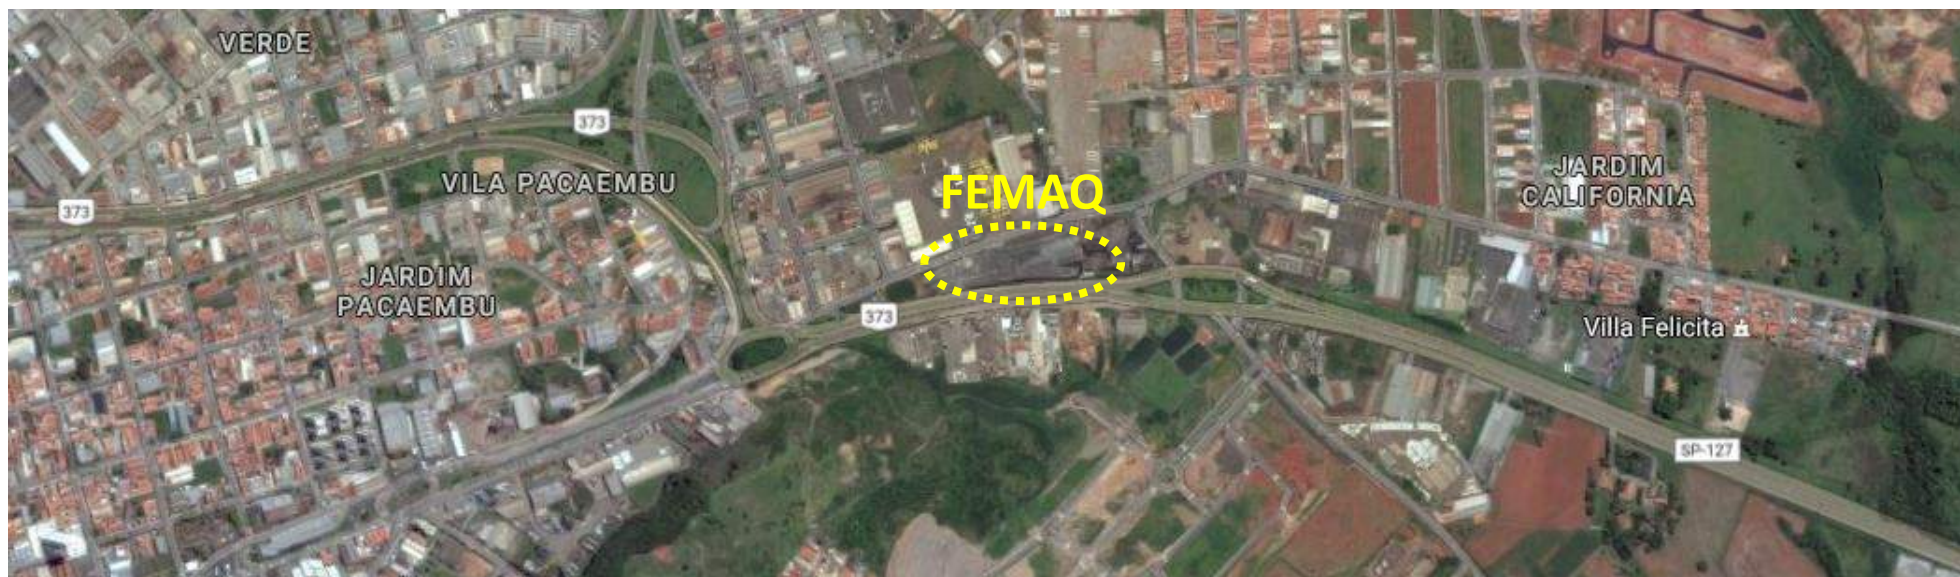 VERDE
373
VILA PACAEMBU
373
FEMAQ
JARDIM
CALIFORNIA
JARDIM
PACAEMBU
373
Villa Felicita
SP-127